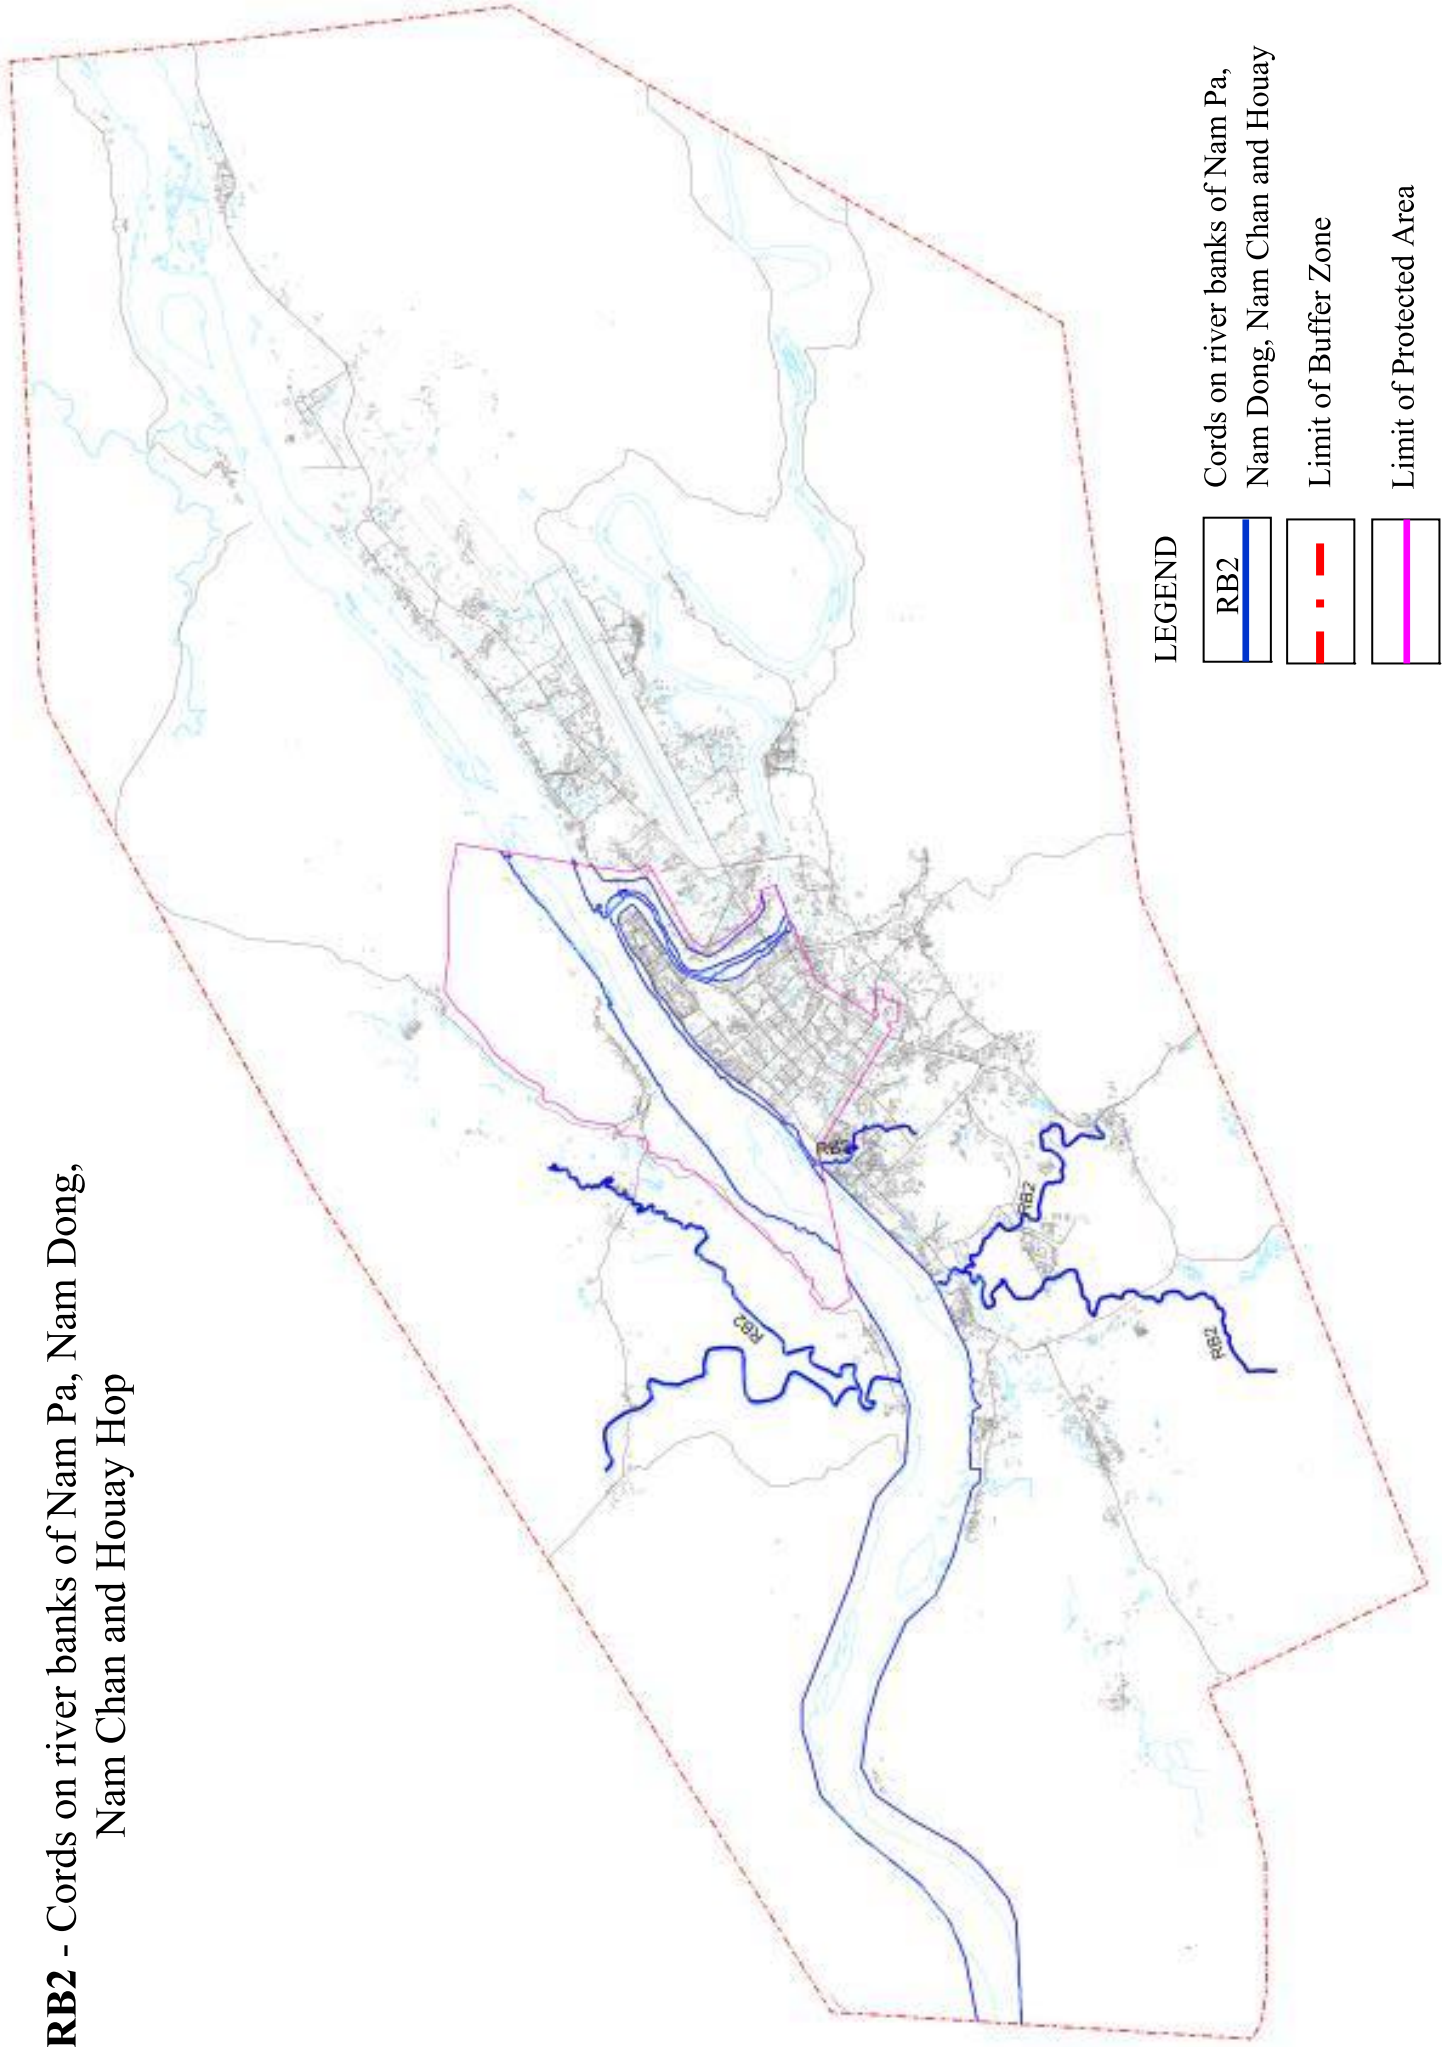 RB2 - Cords on river banks of Nam Pa, Nam Dong,
Nam Chan and Houay Hop
RB2
RB2
RB2
RB2
LEGEND
RB2
Cords on river banks of Nam Pa,
Nam Dong, Nam Chan and Houay
Limit of Buffer Zone
Limit of Protected Area